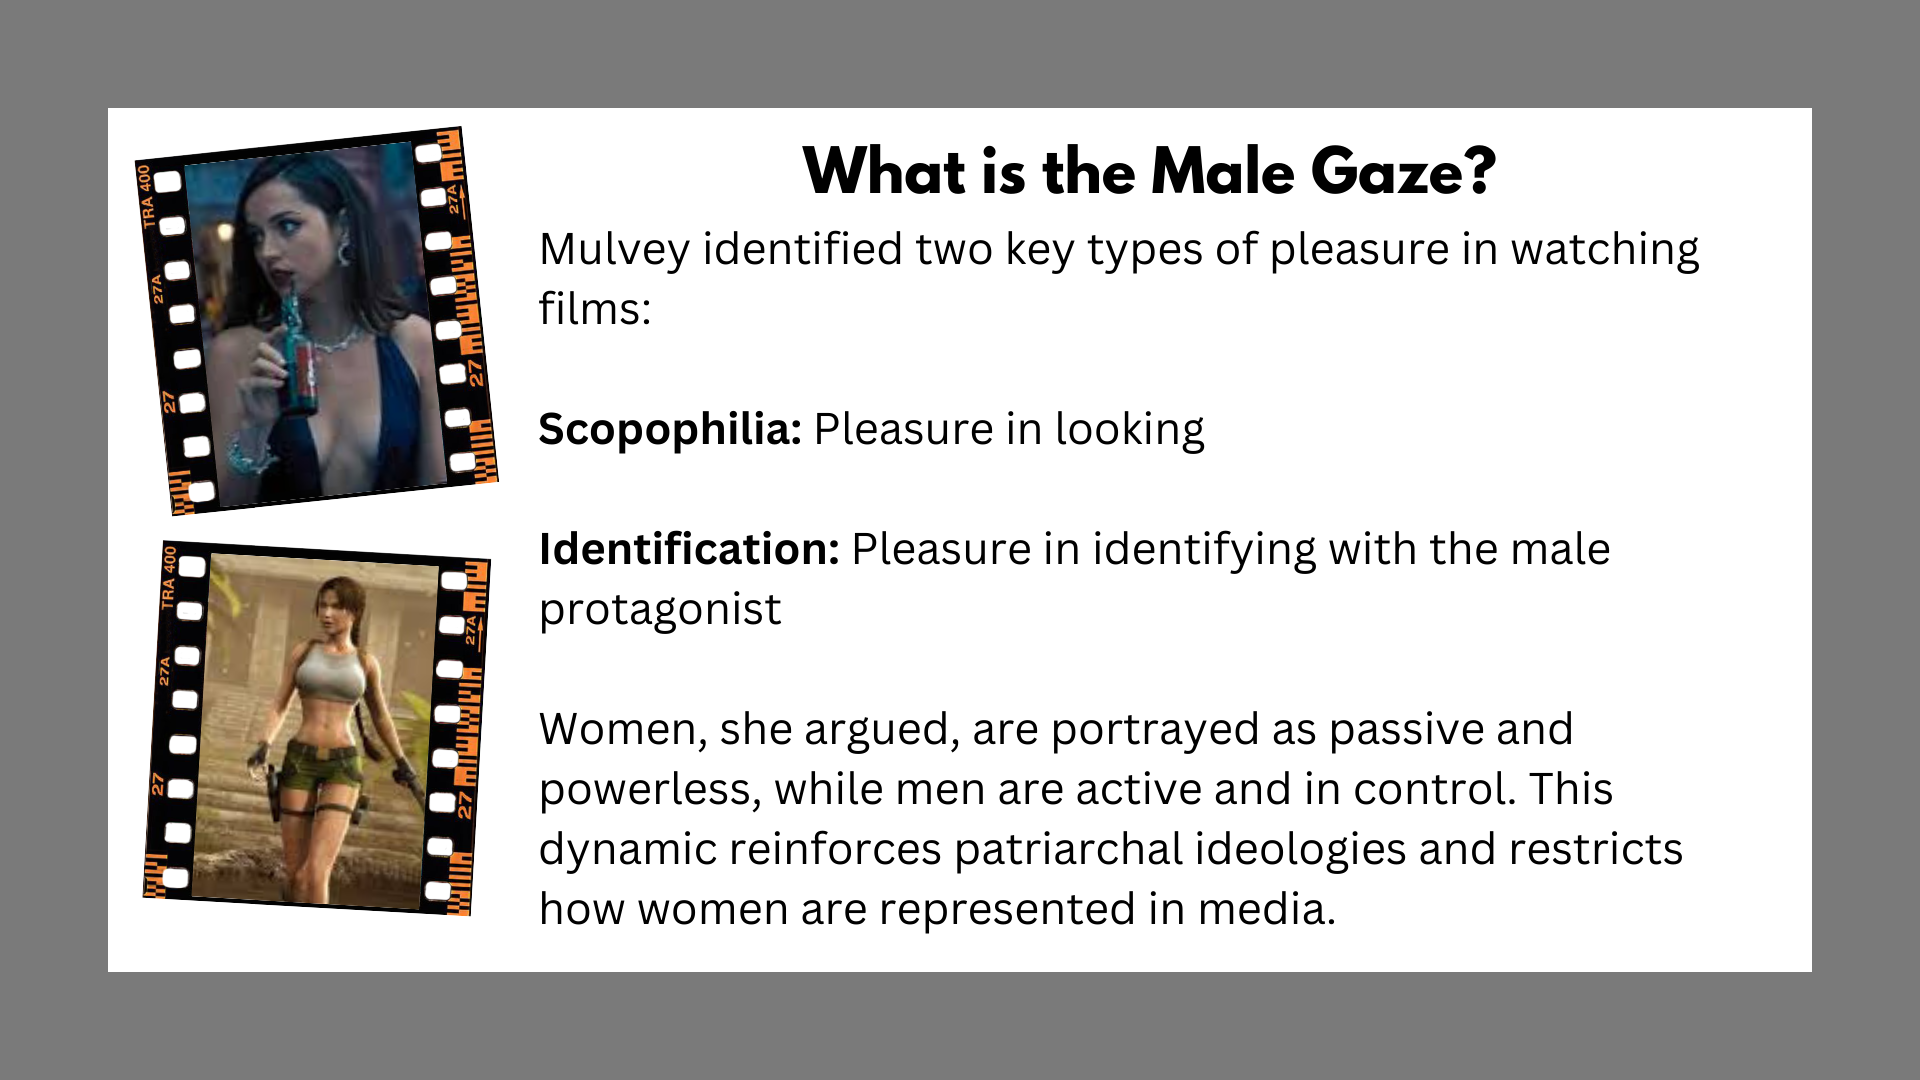 What is the Male Gaze?
Mulvey identified two key types of pleasure in watching
films:
Scopophilia: Pleasure in looking
Identification: Pleasure in identifying with the male
protagonist
Women, she argued, are portrayed as passive and
powerless, while men are active and in control. This
dynamic reinforces patriarchal ideologies and restricts
how women are represented in media.
TRA 400
27A
27
27A
27
TRA 400
27A
27
27A
27